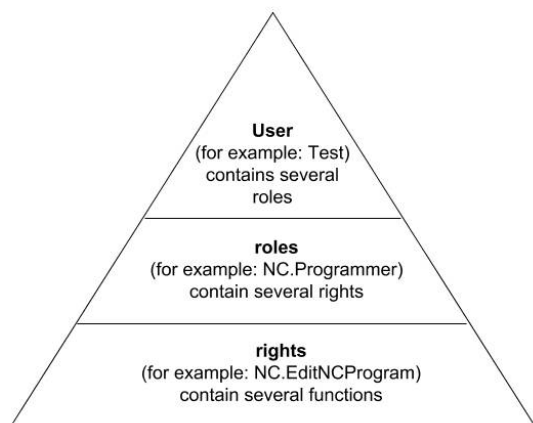 User
(for example: Test)
contains several
roles
roles
(for example: NC.Programmer)
contain several rights
rights
(for example: NC.EditNCProgram)
contain several functions